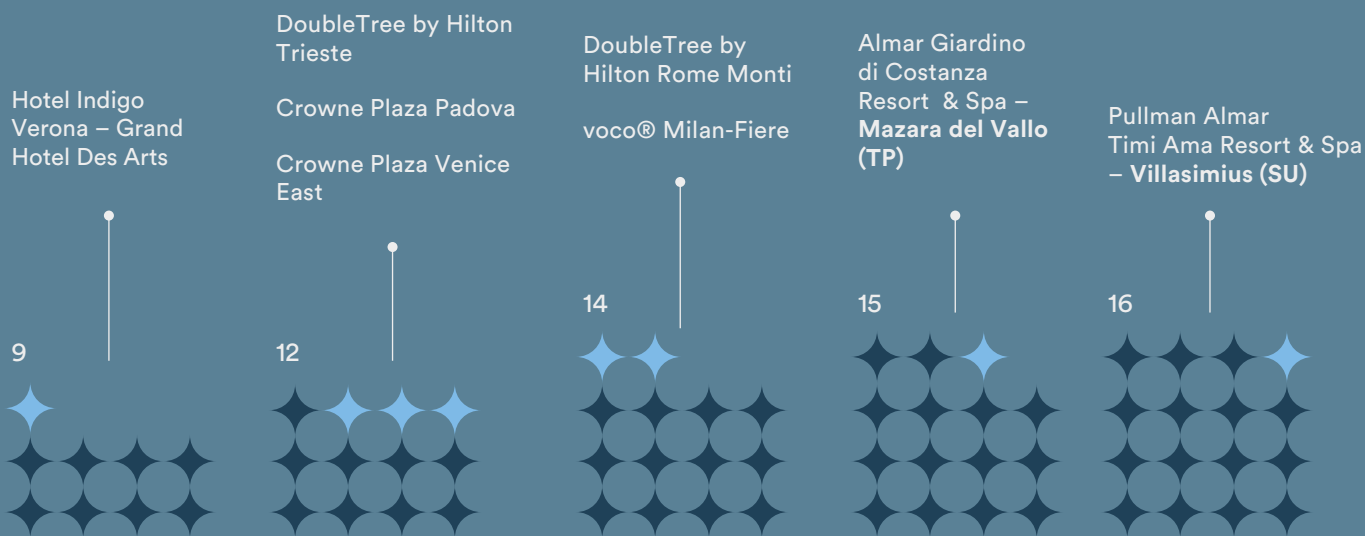 Hotel Indigo
Verona – Grand
Hotel Des Arts
9
DoubleTree by Hilton
Trieste
Crowne Plaza Padova
Crowne Plaza Venice
East
12
DoubleTree by
Hilton Rome Monti
voco® Milan-Fiere
14
Almar Giardino
di Costanza
Resort & Spa –
Mazara del Vallo
(TP)
15
Pullman Almar
Timi Ama Resort & Spa
– Villasimius (SU)
16